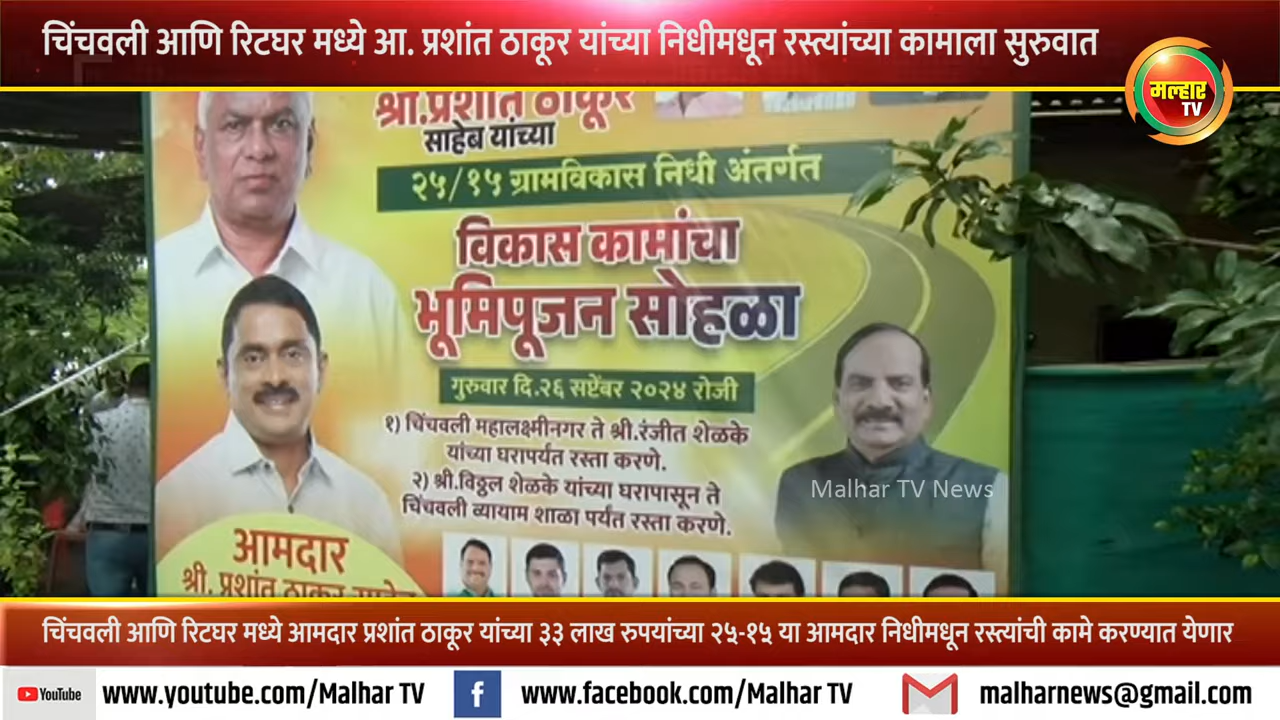 चिंचवली आणि रिटघर मध्ये आ. प्रशांत ठाकूर यांच्या निधीमधून रस्त्यांच्या कामाला सुरुवात
मल्हार
TV
श्री.प्रशांत ठाकूर
साहेब यांच्या
२५/१५ ग्रामविकास निधी अंतर्गत
विकास कामांचा
भूमिपूजन सोहळा
गुरुवार दि.२६ सप्टेंबर २०२४ रोजी
१) चिंचवली महालक्ष्मीनगर ते श्री.रंजीत शेळके
यांच्या घरापर्यंत रस्ता करणे.
२) श्री.विठ्ठल शेळके यांच्या घरापासून ते
चिंचवली व्यायाम शाळा पर्यंत रस्ता करणे.
Malhar TV News
आमदार
श्री. प्रशांत ठाकूर साहेब
चिंचवली आणि रिटघर मध्ये आमदार प्रशांत ठाकूर यांच्या ३३ लाख रुपयांच्या २५-१५ या आमदार निधीमधून रस्त्यांची कामे करण्यात येणार
YouTube www.youtube.com/Malhar TV www.facebook.com/Malhar TV malharnews@gmail.com